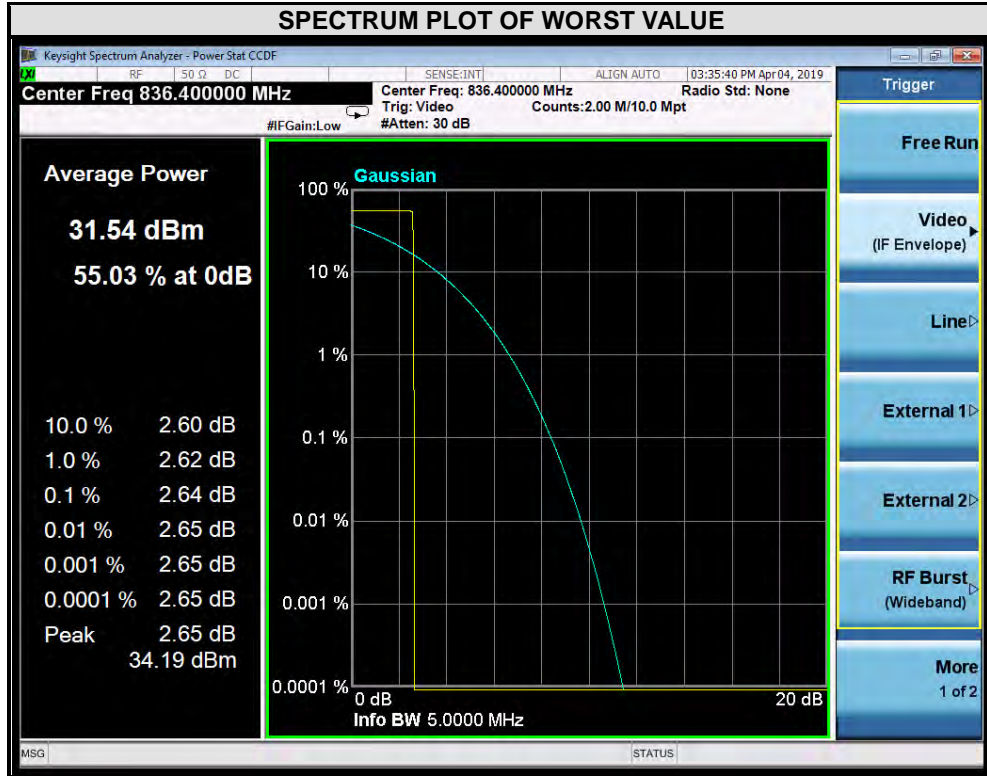 SPECTRUM PLOT OF WORST VALUE
Keysight Spectrum Analyzer - Power Stat CCDF
LXI RF 50 Ω DC SENSE:INT ALIGN AUTO 03:35:40 PM Apr 04, 2019
Center Freq 836.400000 MHz
Center Freq: 836.400000 MHz Radio Std: None
Trig: Video Counts:2.00 M/10.0 Mpt
#IFGain:Low #Atten: 30 dB
Trigger
Free Run
Video
(IF Envelope)
Line
External 1
External 2
RF Burst
(Wideband)
More
1 of 2
Average Power
31.54 dBm
55.03 % at 0dB
10.0 % 2.60 dB
1.0 % 2.62 dB
0.1 % 2.64 dB
0.01 % 2.65 dB
0.001 % 2.65 dB
0.0001 % 2.65 dB
Peak 2.65 dB
34.19 dBm
Gaussian
100 %
10 %
1 %
0.1 %
0.01 %
0.001 %
0.0001 %
0 dB 20 dB
Info BW 5.0000 MHz
MSG STATUS